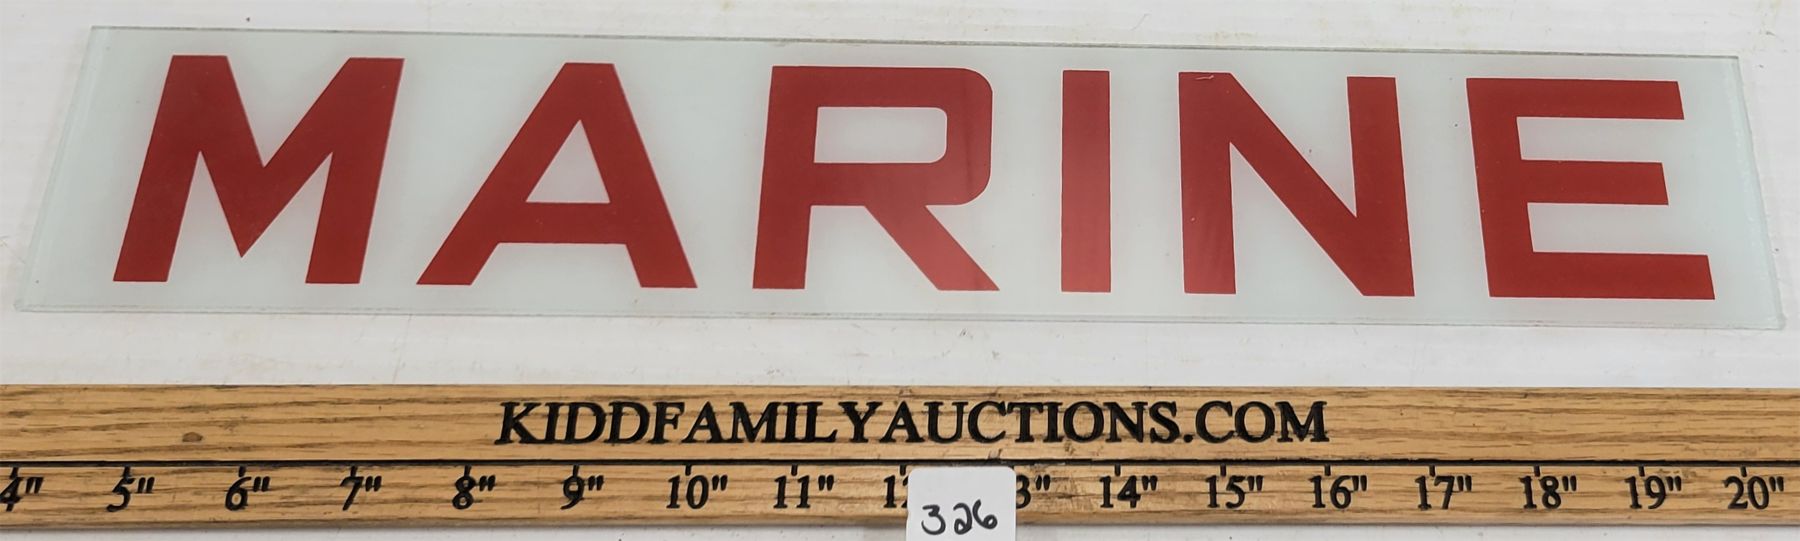 MARINE
KIDDFAMILYAUCTIONS.COM
4" 5" 6" 7" 8" 9" 10" 11" 3" 14" 15" 16" 17" 18" 19" 20"
326